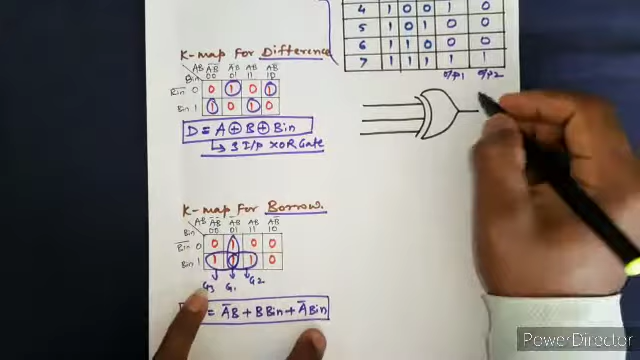 4 1 0 0 1 0
5 1 0 1 0 0
6 1 1 0 0 0
7 1 1 1 1 1
O/P1 O/P2
K-map For Difference
AB A̅B̅ A̅B AB AB̅
Bin 00 01 11 10
B̅i̅n̅ 0 0 1 0 1
Bin 1 1 0 1 0
D = A ⊕ B ⊕ Bin
↳ 3 I/p XOR Gate
K-map For Borrow.
AB A̅B̅ A̅B AB AB̅
Bin 00 01 11 10
B̅i̅n̅ 0 0 1 0 0
Bin 1 1 1 1 0
G3 G1 G2
= A̅B + BBin + A̅Bin
PowerDirector